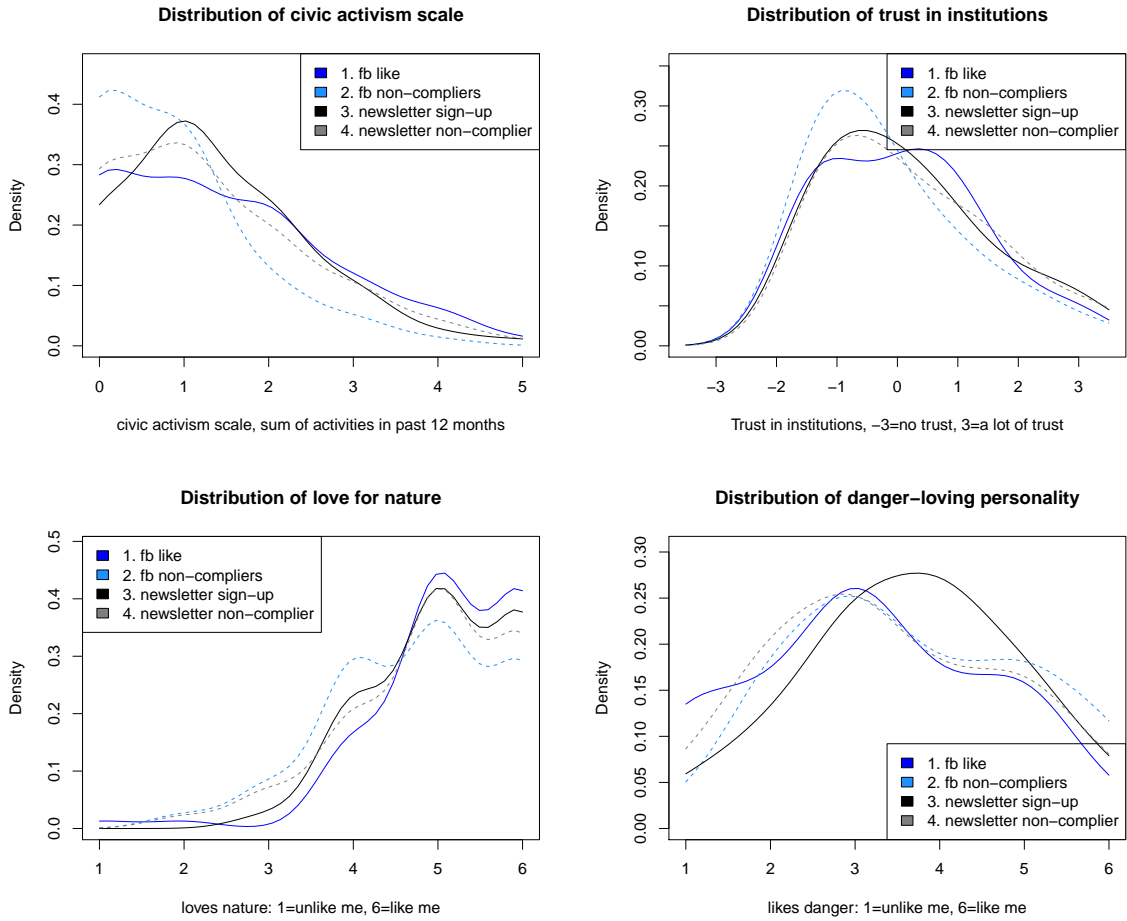 Distribution of civic activism scale
Density
0.0
0.1
0.2
0.3
0.4
1. fb like
2. fb non−compliers
3. newsletter sign−up
4. newsletter non−complier
0 1 2 3 4 5
civic activism scale, sum of activities in past 12 months
Distribution of trust in institutions
Density
0.00
0.10
0.20
0.30
1. fb like
2. fb non−compliers
3. newsletter sign−up
4. newsletter non−complier
−3 −2 −1 0 1 2 3
Trust in institutions, −3=no trust, 3=a lot of trust
Distribution of love for nature
Density
0.0
0.1
0.2
0.3
0.4
0.5
1. fb like
2. fb non−compliers
3. newsletter sign−up
4. newsletter non−complier
1 2 3 4 5 6
loves nature: 1=unlike me, 6=like me
Distribution of danger−loving personality
Density
0.00
0.05
0.10
0.15
0.20
0.25
0.30
1. fb like
2. fb non−compliers
3. newsletter sign−up
4. newsletter non−complier
1 2 3 4 5 6
likes danger: 1=unlike me, 6=like me